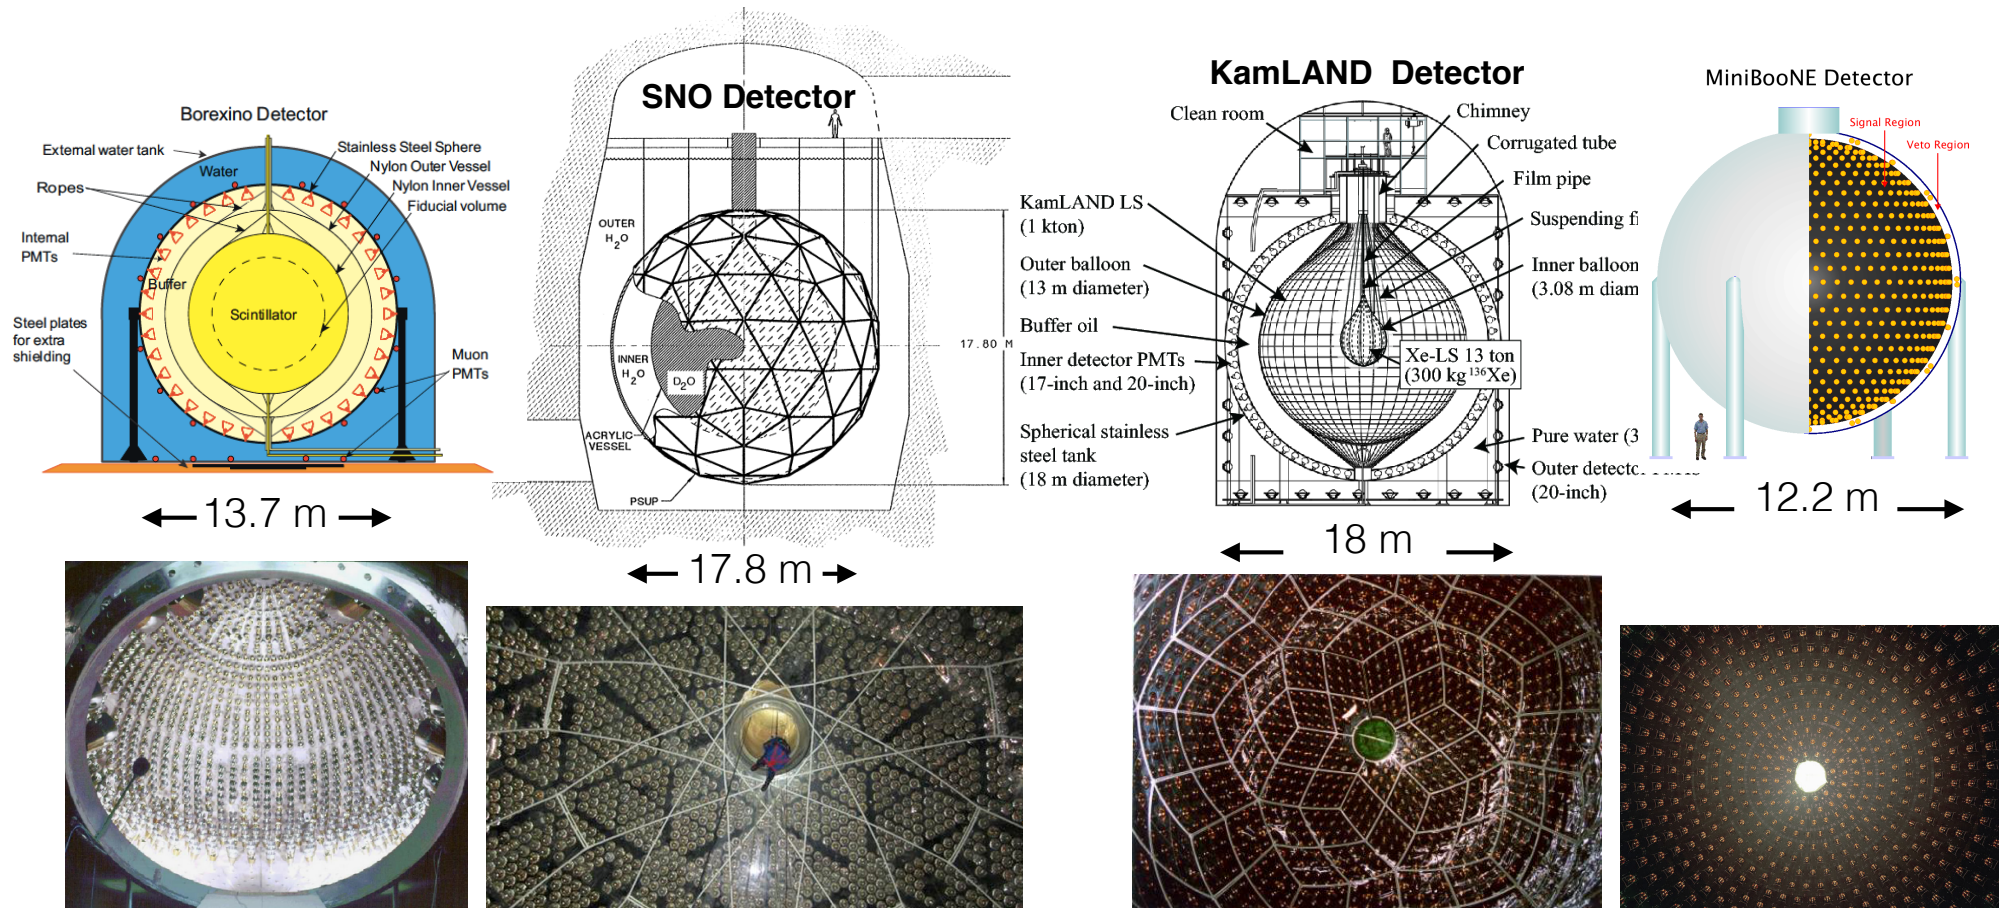 Borexino Detector
External water tank
Water
Ropes
Stainless Steel Sphere
Nylon Outer Vessel
Nylon Inner Vessel
Fiducial volume
Internal
PMTs
Buffer
Scintillator
Steel plates
for extra
shielding
Muon
PMTs
13.7 m
SNO Detector
OUTER
H2O
INNER
H2O
D2O
ACRYLIC
VESSEL
PSUP
17.80 M
17.8 m
KamLAND Detector
Clean room
Chimney
Corrugated tube
Film pipe
KamLAND LS
(1 kton)
Suspending fi
Outer balloon
(13 m diameter)
Inner balloon
(3.08 m diam
Buffer oil
Inner detector PMTs
(17-inch and 20-inch)
Xe-LS 13 ton
(300 kg 136Xe)
Spherical stainless
steel tank
(18 m diameter)
Pure water (3
Outer detector
(20-inch)
18 m
MiniBooNE Detector
Signal Region
Veto Region
12.2 m